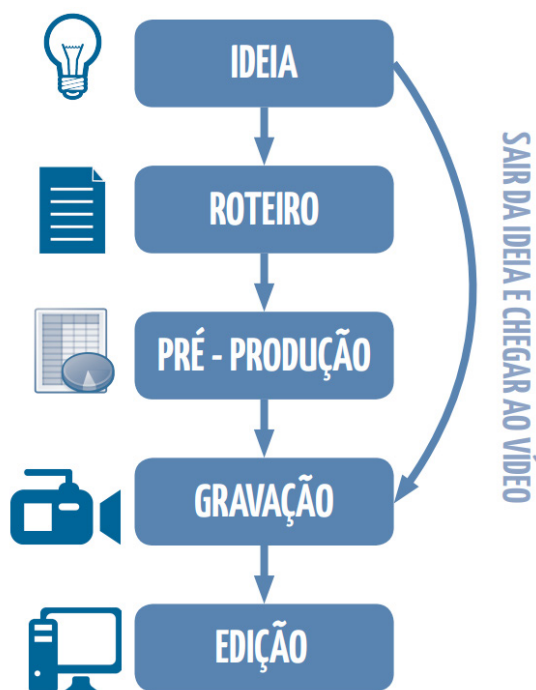 IDEIA
ROTEIRO
PRÉ - PRODUÇÃO
GRAVAÇÃO
EDIÇÃO
SAIR DA IDEIA E CHEGAR AO VÍDEO